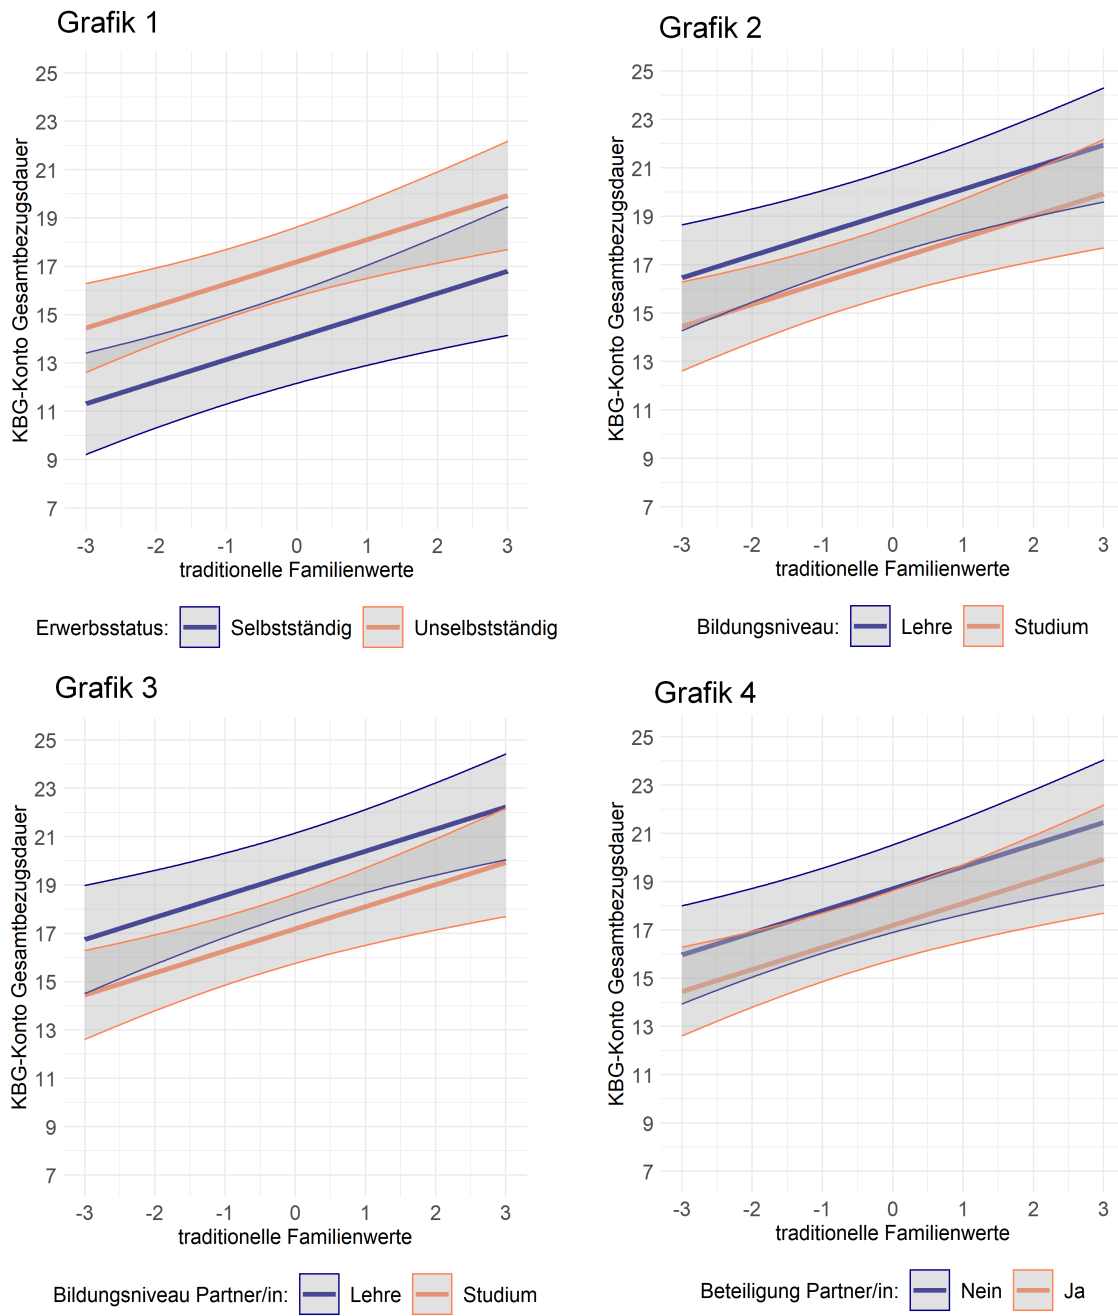 Grafik 1
25
23
21
19
17
15
13
11
9
7
KBG-Konto Gesamtbezugsdauer
-3 -2 -1 0 1 2 3
traditionelle Familienwerte
Erwerbsstatus: Selbstständig Unselbstständig
Grafik 2
25
23
21
19
17
15
13
11
9
7
KBG-Konto Gesamtbezugsdauer
-3 -2 -1 0 1 2 3
traditionelle Familienwerte
Bildungsniveau: Lehre Studium
Grafik 3
25
23
21
19
17
15
13
11
9
7
KBG-Konto Gesamtbezugsdauer
-3 -2 -1 0 1 2 3
traditionelle Familienwerte
Bildungsniveau Partner/in: Lehre Studium
Grafik 4
25
23
21
19
17
15
13
11
9
7
KBG-Konto Gesamtbezugsdauer
-3 -2 -1 0 1 2 3
traditionelle Familienwerte
Beteiligung Partner/in: Nein Ja